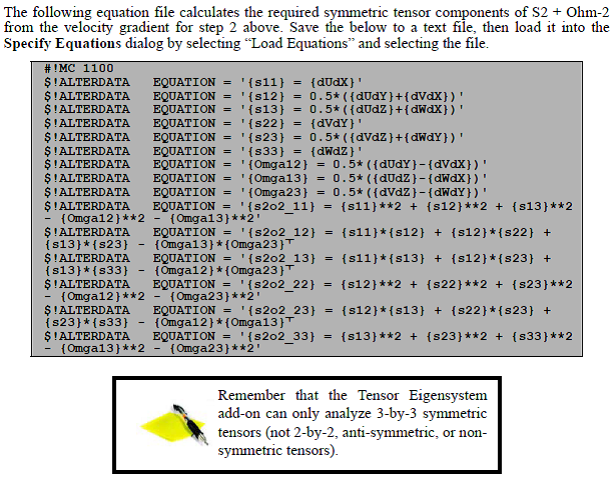 The following equation file calculates the required symmetric tensor components of S2 + Ohm-2
from the velocity gradient for step 2 above. Save the below to a text file, then load it into the
Specify Equations dialog by selecting “Load Equations” and selecting the file.
#!MC 1100
$!ALTERDATA EQUATION = '{s11} = {dUdX}'
$!ALTERDATA EQUATION = '{s12} = 0.5*({dUdY}+{dVdX})'
$!ALTERDATA EQUATION = '{s13} = 0.5*({dUdZ}+{dWdX})'
$!ALTERDATA EQUATION = '{s22} = {dVdY}'
$!ALTERDATA EQUATION = '{s23} = 0.5*({dVdZ}+{dWdY})'
$!ALTERDATA EQUATION = '{s33} = {dWdZ}'
$!ALTERDATA EQUATION = '{Omga12} = 0.5*({dUdY}-{dVdX})'
$!ALTERDATA EQUATION = '{Omga13} = 0.5*({dUdZ}-{dWdX})'
$!ALTERDATA EQUATION = '{Omga23} = 0.5*({dVdZ}-{dWdY})'
$!ALTERDATA EQUATION = '{s2o2_11} = {s11}**2 + {s12}**2 + {s13}**2
- {Omga12}**2 - {Omga13}**2'
$!ALTERDATA EQUATION = '{s2o2_12} = {s11}*{s12} + {s12}*{s22} +
{s13}*{s23} - {Omga13}*{Omga23}'
$!ALTERDATA EQUATION = '{s2o2_13} = {s11}*{s13} + {s12}*{s23} +
{s13}*{s33} - {Omga12}*{Omga23}'
$!ALTERDATA EQUATION = '{s2o2_22} = {s12}**2 + {s22}**2 + {s23}**2
- {Omga12}**2 - {Omga23}**2'
$!ALTERDATA EQUATION = '{s2o2_23} = {s12}*{s13} + {s22}*{s23} +
{s23}*{s33} - {Omga12}*{Omga13}'
$!ALTERDATA EQUATION = '{s2o2_33} = {s13}**2 + {s23}**2 + {s33}**2
- {Omga13}**2 - {Omga23}**2'
Remember that the Tensor Eigensystem
add-on can only analyze 3-by-3 symmetric
tensors (not 2-by-2, anti-symmetric, or non-
symmetric tensors).